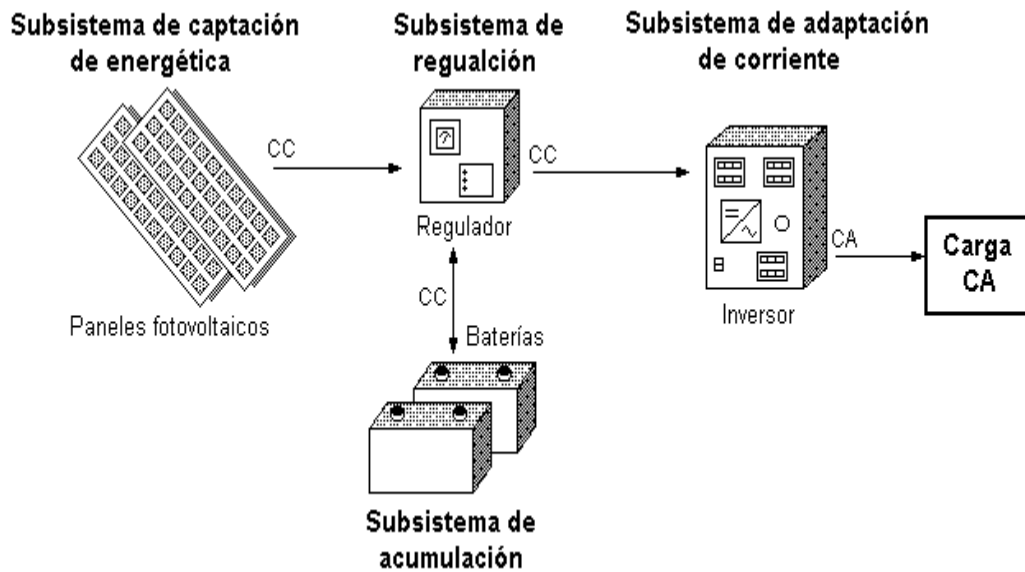 Subsistema de captación
de energética
Subsistema de
regualción
Subsistema de adaptación
de corriente
CC
CC
Regulador
CA
Carga
CA
Paneles fotovoltaicos
CC
Inversor
Baterías
Subsistema de
acumulación